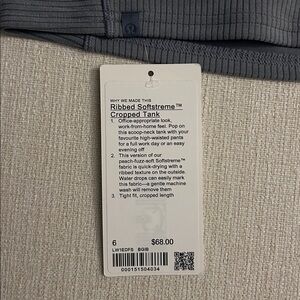 WHY WE MADE THIS
Ribbed Softstreme™
Cropped Tank
1. Office-appropriate look,
work-from-home feel. Pop on
this scoop-neck tank with your
favourite high-waisted pants
for a full work day or an easy
evening off
2. This version of our
peach-fuzz-soft Softstreme™
fabric is quick-drying with a
ribbed texture on the outside.
Water drops can easily mark
this fabric—a gentle machine
wash will remove them
3. Tight fit, cropped length
6 $68.00
LW1EDFS BGIB
000151504034